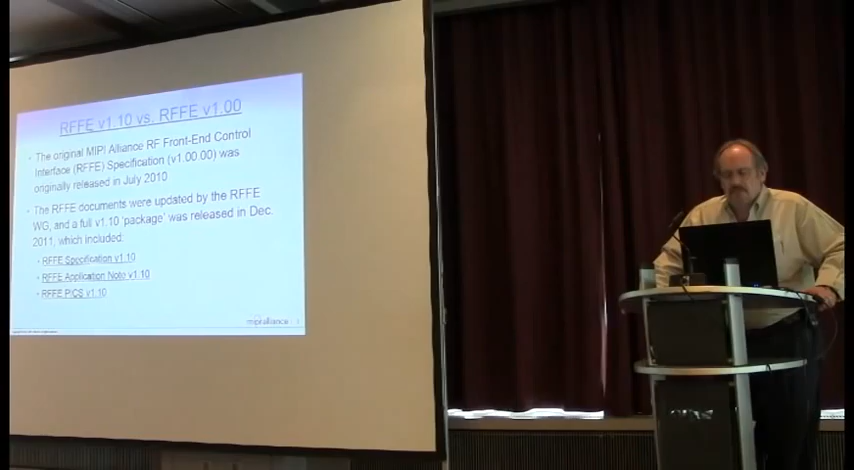 RFFE v1.10 vs. RFFE v1.00
• The original MIPI Alliance RF Front-End Control
Interface (RFFE) Specification (v1.00.00) was
originally released in July 2010
• The RFFE documents were updated by the RFFE
WG, and a full v1.10 'package' was released in Dec.
2011, which included:
• RFFE Specification v1.10
• RFFE Application Note v1.10
• RFFE PICS v1.10
mipi alliance